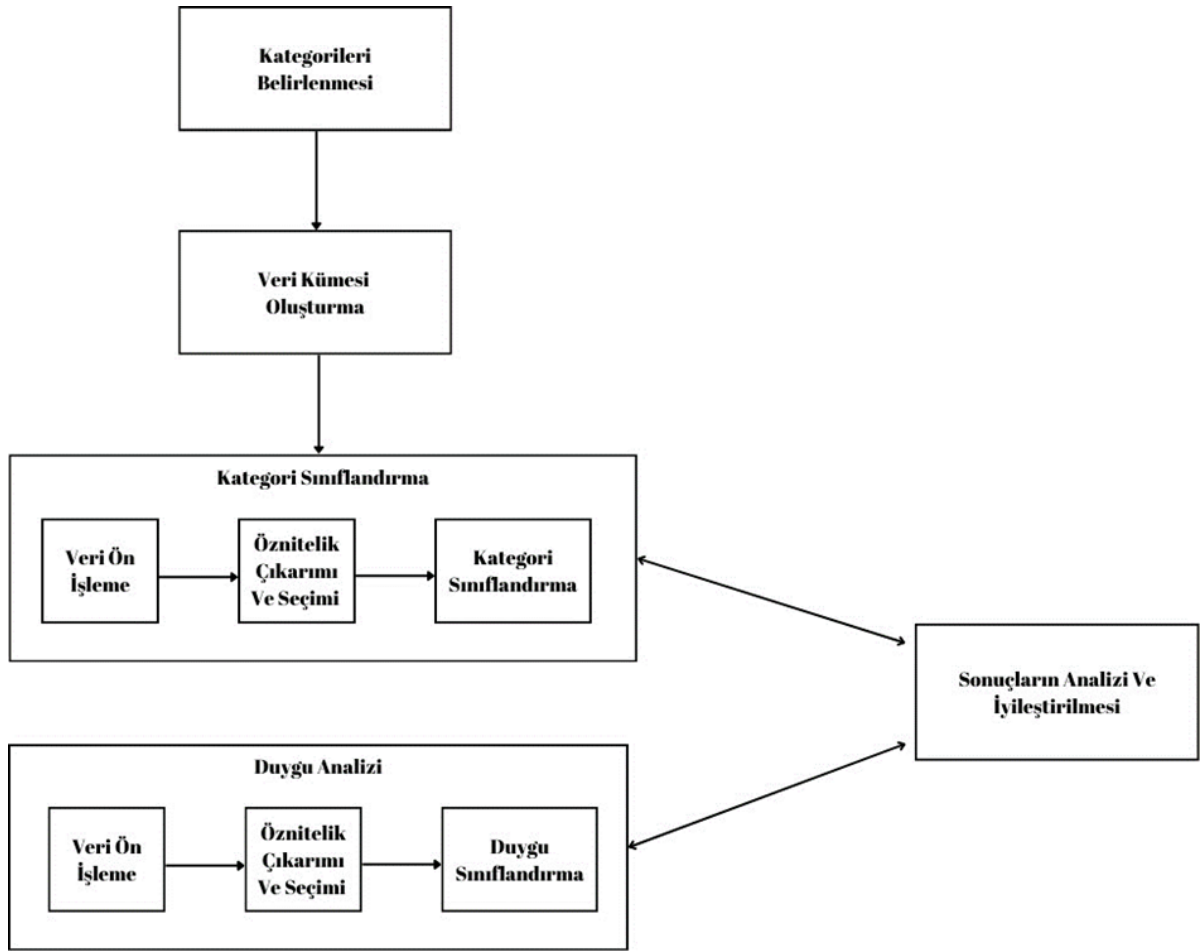 Kategorileri
Belirlenmesi
Veri Kümesi
Oluşturma
Kategori Sınıflandırma
Veri Ön
İşleme
Öznitelik
Çıkarımı
Ve Seçimi
Kategori
Sınıflandırma
Sonuçların Analizi Ve
İyileştirilmesi
Duygu Analizi
Veri Ön
İşleme
Öznitelik
Çıkarımı
Ve Seçimi
Duygu
Sınıflandırma